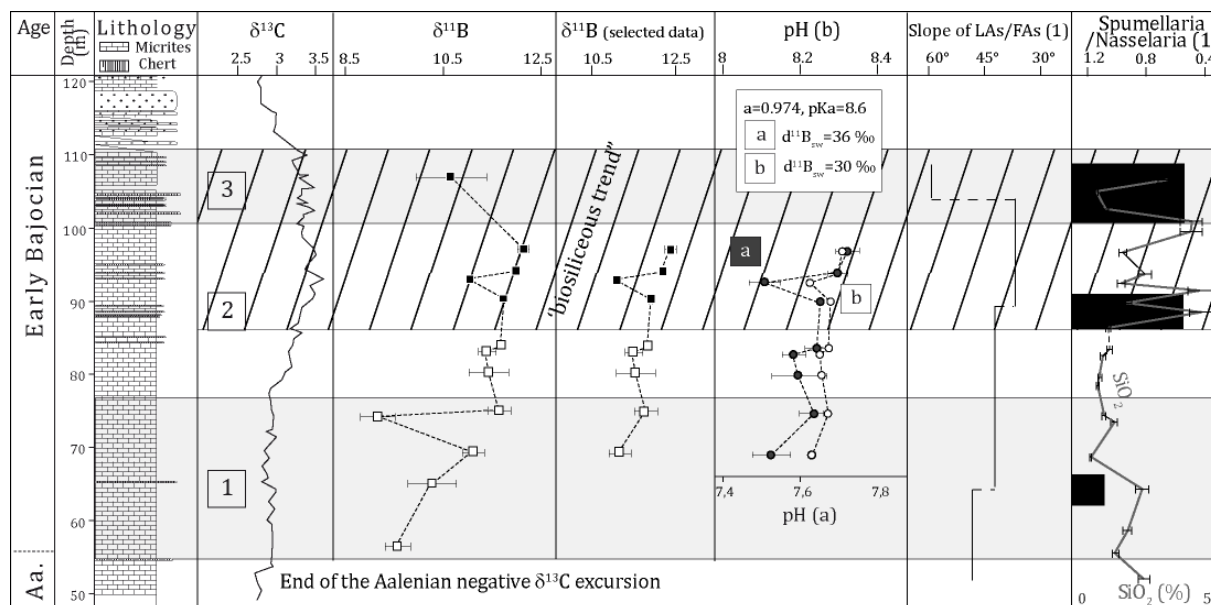 Age
Depth
(m)
Lithology
Micrites
Chert
δ¹³C
2.5 3 3.5
δ¹¹B
8.5 10.5 12.5
δ¹¹B (selected data)
10.5 12.5
pH (b)
8 8.2 8.4
Slope of LAs/FAs (1)
60° 45° 30°
Spumellaria
/Nasselaria (1
1.2 0.8 0.4
Early Bajocian
Aa.
120
110
100
90
80
70
60
50
3
2
1
"biosiliceous trend"
a=0.974, pKa=8.6
a d¹¹Bsw=36 ‰
b d¹¹Bsw=30 ‰
a
b
7,4 7,6 7,8
pH (a)
SiO₂
End of the Aalenian negative δ¹³C excursion
0 SiO₂ (%) 5